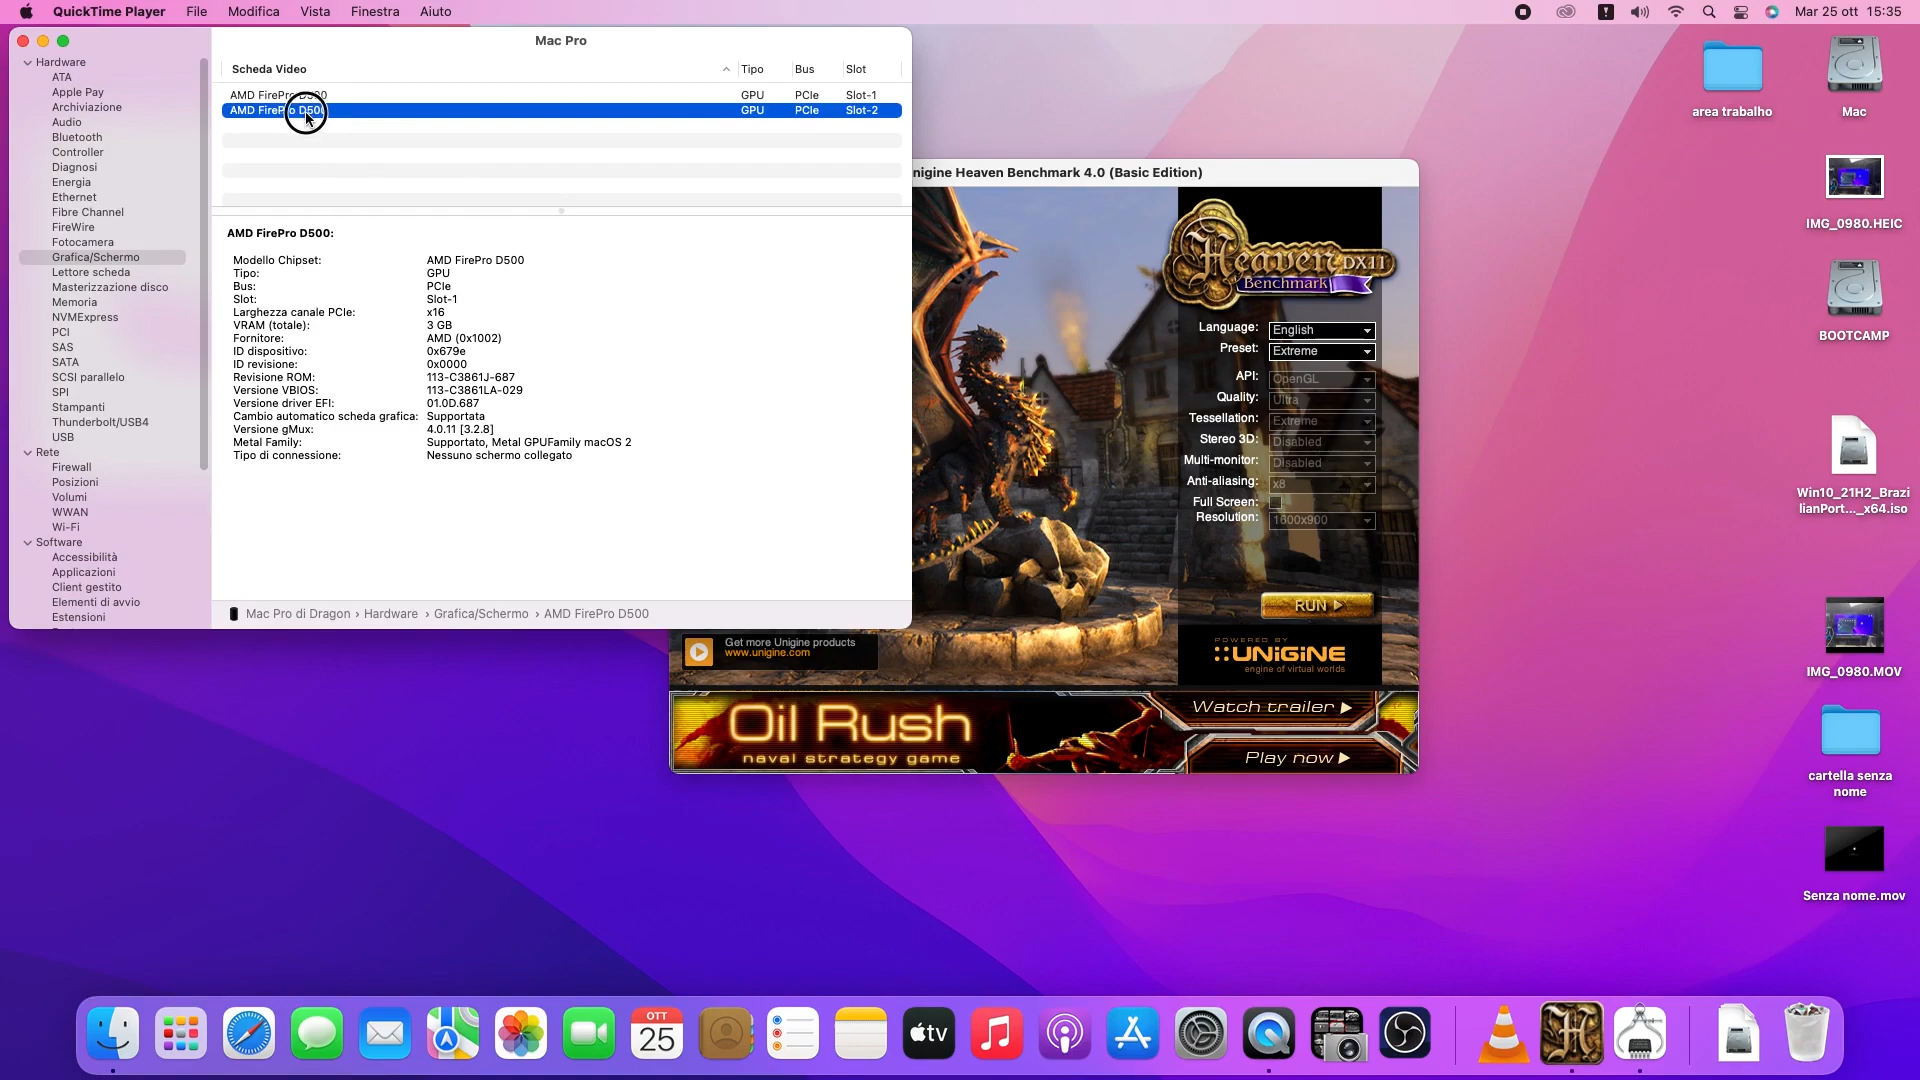 QuickTime Player File Modifica Vista Finestra Aiuto
Mar 25 ott 15:35
Mac Pro
Hardware
ATA
Apple Pay
Archiviazione
Audio
Bluetooth
Controller
Diagnosi
Energia
Ethernet
Fibre Channel
FireWire
Fotocamera
Grafica/Schermo
Lettore scheda
Masterizzazione disco
Memoria
NVMExpress
PCI
SAS
SATA
SCSI parallelo
SPI
Stampanti
Thunderbolt/USB4
USB
Rete
Firewall
Posizioni
Volumi
WWAN
Wi-Fi
Software
Accessibilità
Applicazioni
Client gestito
Elementi di avvio
Estensioni
Scheda Video Tipo Bus Slot
AMD FirePro D500 GPU PCIe Slot-1
AMD FirePro D500 GPU PCIe Slot-2
AMD FirePro D500:
Modello Chipset: AMD FirePro D500
Tipo: GPU
Bus: PCIe
Slot: Slot-1
Larghezza canale PCIe: x16
VRAM (totale): 3 GB
Fornitore: AMD (0x1002)
ID dispositivo: 0x679e
ID revisione: 0x0000
Revisione ROM: 113-C3861J-687
Versione VBIOS: 113-C3861LA-029
Versione driver EFI: 01.0D.687
Cambio automatico scheda grafica: Supportata
Versione gMux: 4.0.11 [3.2.8]
Metal Family: Supportato, Metal GPUFamily macOS 2
Tipo di connessione: Nessuno schermo collegato
Mac Pro di Dragon › Hardware › Grafica/Schermo › AMD FirePro D500
nigine Heaven Benchmark 4.0 (Basic Edition)
Heaven DX11
Benchmark
Language: English
Preset: Extreme
API: OpenGL
Quality: Ultra
Tessellation: Extreme
Stereo 3D: Disabled
Multi-monitor: Disabled
Anti-aliasing: x8
Full Screen:
Resolution: 1600x900
RUN
POWERED BY
UNIGINE
engine of virtual worlds
Get more Unigine products
www.unigine.com
Oil Rush
naval strategy game
Watch trailer
Play now
area trabalho
Mac
IMG_0980.HEIC
BOOTCAMP
Win10_21H2_Brazi
lianPort..._x64.iso
IMG_0980.MOV
cartella senza
nome
Senza nome.mov
OTT
25
tv